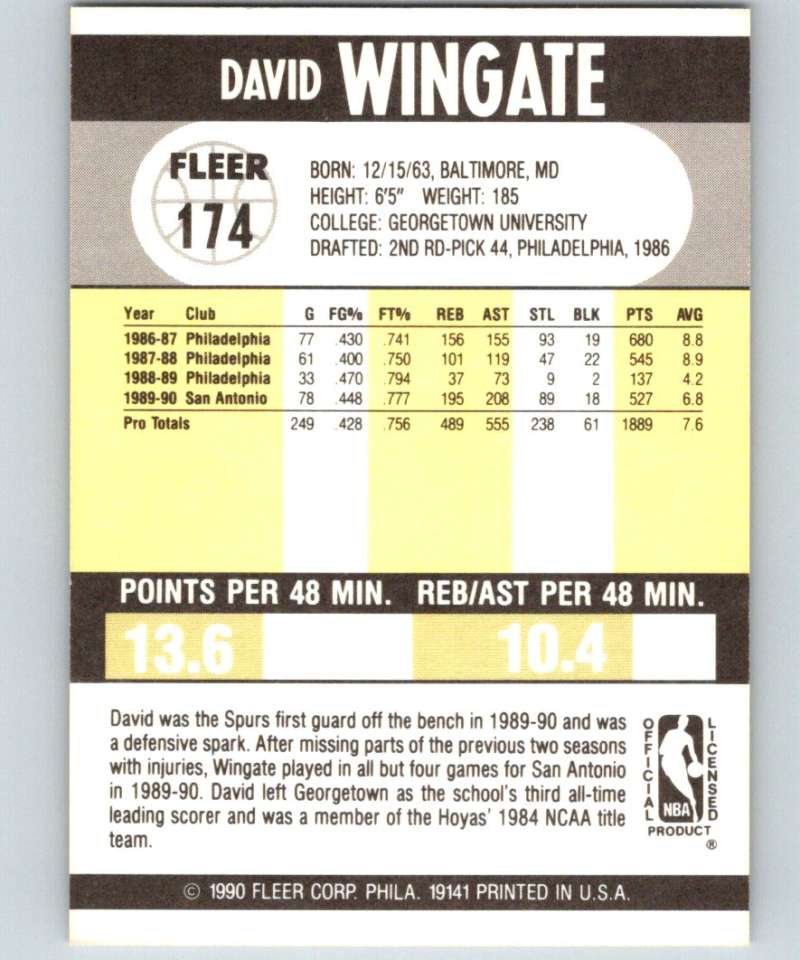 DAVID WINGATE
FLEER
174
BORN: 12/15/63, BALTIMORE, MD
HEIGHT: 6'5" WEIGHT: 185
COLLEGE: GEORGETOWN UNIVERSITY
DRAFTED: 2ND RD-PICK 44, PHILADELPHIA, 1986
Year Club G FG% FT% REB AST STL BLK PTS AVG
1986-87 Philadelphia 77 .430 .741 156 155 93 19 680 8.8
1987-88 Philadelphia 61 .400 .750 101 119 47 22 545 8.9
1988-89 Philadelphia 33 .470 .794 37 73 9 2 137 4.2
1989-90 San Antonio 78 .448 .777 195 208 89 18 527 6.8
Pro Totals 249 .428 .756 489 555 238 61 1889 7.6
POINTS PER 48 MIN. REB/AST PER 48 MIN.
13.6 10.4
David was the Spurs first guard off the bench in 1989-90 and was
a defensive spark. After missing parts of the previous two seasons
with injuries, Wingate played in all but four games for San Antonio
in 1989-90. David left Georgetown as the school's third all-time
leading scorer and was a member of the Hoyas' 1984 NCAA title
team.
OFFICIAL
NBA
LICENSED
PRODUCT
®
© 1990 FLEER CORP. PHILA. 19141 PRINTED IN U.S.A.